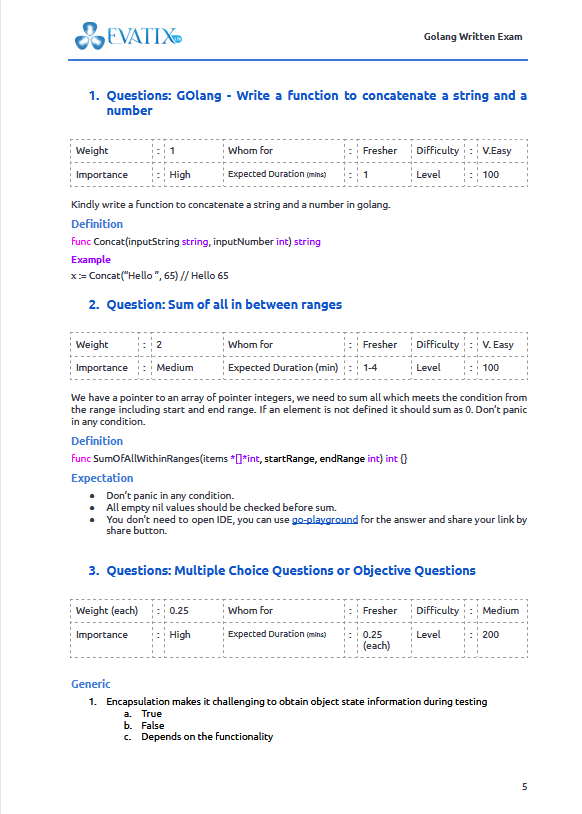 EVATIX
Golang Written Exam
1. Questions: GOlang - Write a function to concatenate a string and a
number
Weight : 1 Whom for : Fresher Difficulty : V.Easy
Importance : High Expected Duration (mins) : 1 Level : 100
Kindly write a function to concatenate a string and a number in golang.
Definition
func Concat(inputString string, inputNumber int) string
Example
x := Concat("Hello ", 65) // Hello 65
2. Question: Sum of all in between ranges
Weight : 2 Whom for : Fresher Difficulty : V. Easy
Importance : Medium Expected Duration (min) : 1-4 Level : 100
We have a pointer to an array of pointer integers, we need to sum all which meets the condition from
the range including start and end range. If an element is not defined it should sum as 0. Don't panic
in any condition.
Definition
func SumOfAllWithinRanges(items *[]*int, startRange, endRange int) int {}
Expectation
● Don't panic in any condition.
● All empty nil values should be checked before sum.
● You don't need to open IDE, you can use go-playground for the answer and share your link by
share button.
3. Questions: Multiple Choice Questions or Objective Questions
Weight (each) : 0.25 Whom for : Fresher Difficulty : Medium
Importance : High Expected Duration (mins) : 0.25 Level : 200
(each)
Generic
1. Encapsulation makes it challenging to obtain object state information during testing
a. True
b. False
c. Depends on the functionality
5